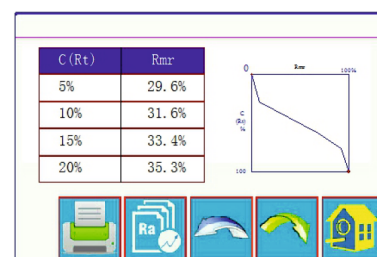 C(Rt) Rmr
5% 29.6%
10% 31.6%
15% 33.4%
20% 35.3%
0 Rmr 100%
C
(Rt)
%
100
Ra